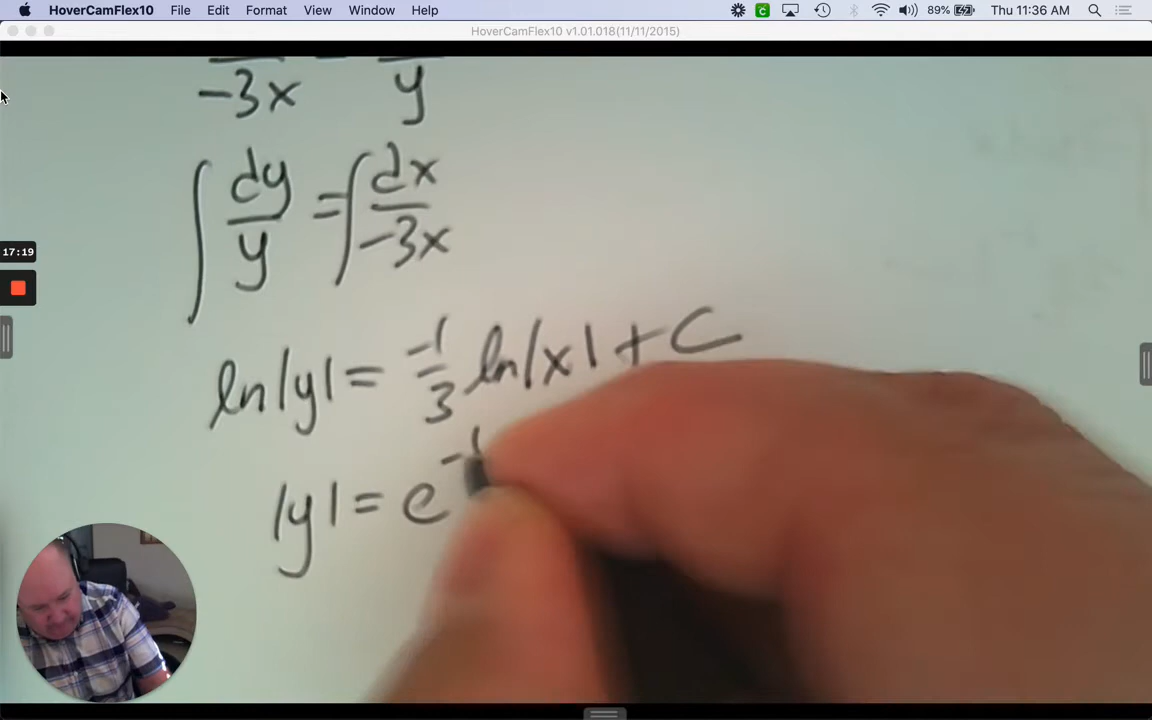 HoverCamFlex10 File Edit Format View Window Help 89% Thu 11:36 AM
HoverCamFlex10 v1.01.018(11/11/2015)
-3x y
∫ dy/y = ∫ dx/-3x
17:19
ln|y| = -1/3 ln|x| + C
|y| = e^-1